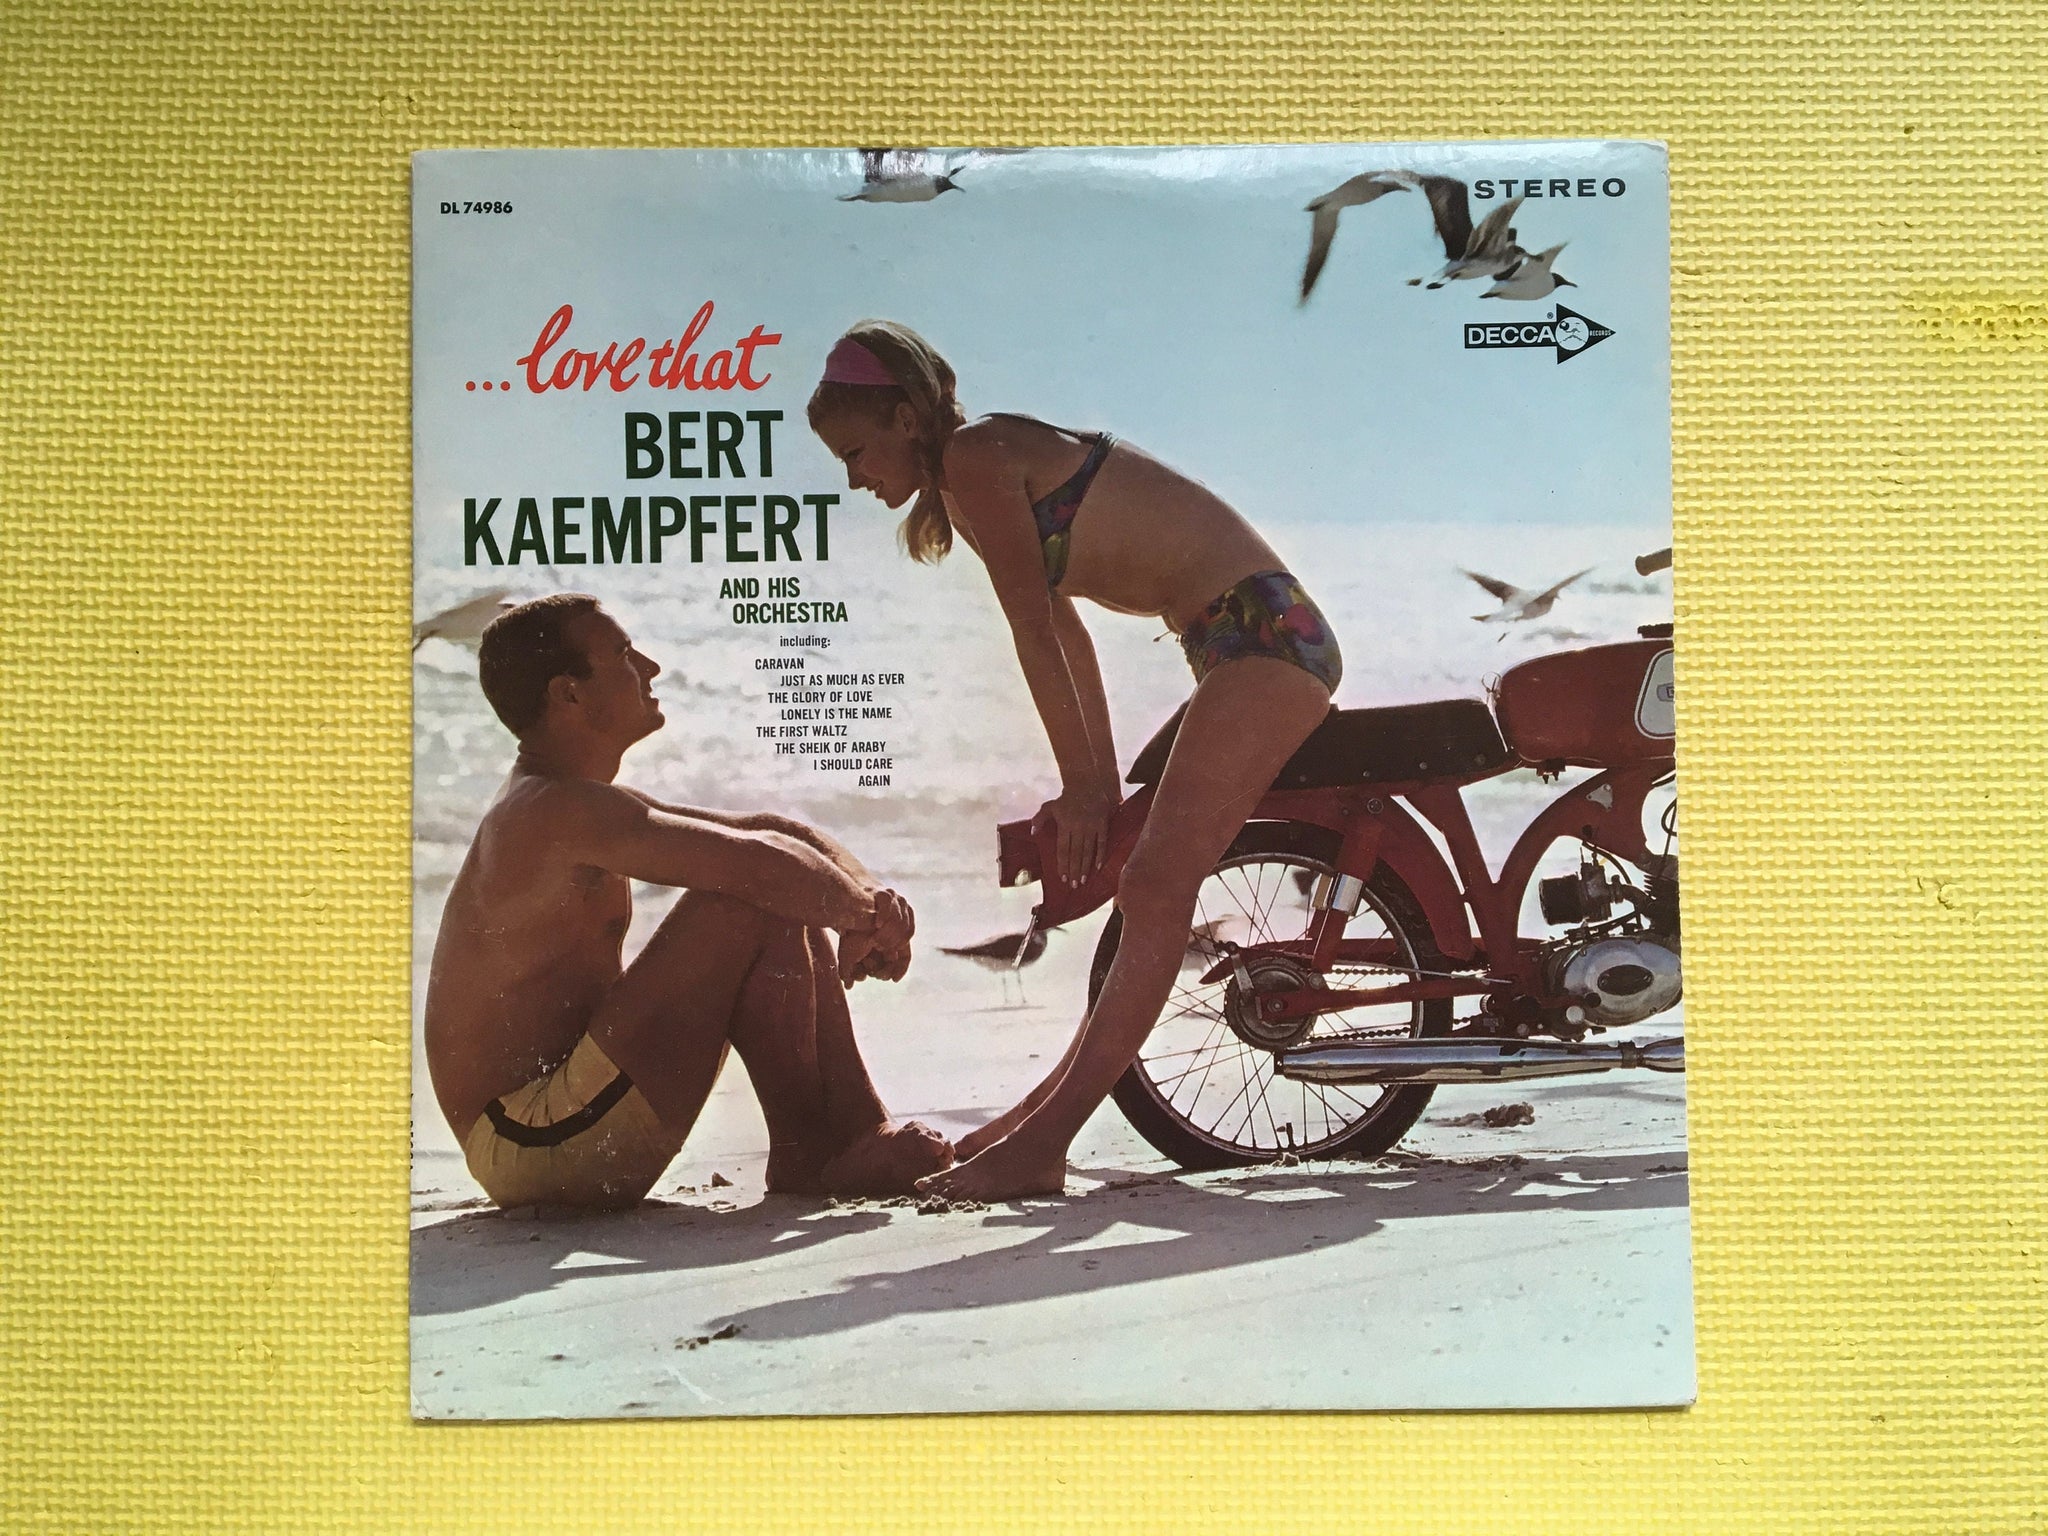 DL 74986
STEREO
DECCA RECORDS
®
...love that
BERT
KAEMPFERT
AND HIS
ORCHESTRA
including:
CARAVAN
JUST AS MUCH AS EVER
THE GLORY OF LOVE
LONELY IS THE NAME
THE FIRST WALTZ
THE SHEIK OF ARABY
I SHOULD CARE
AGAIN